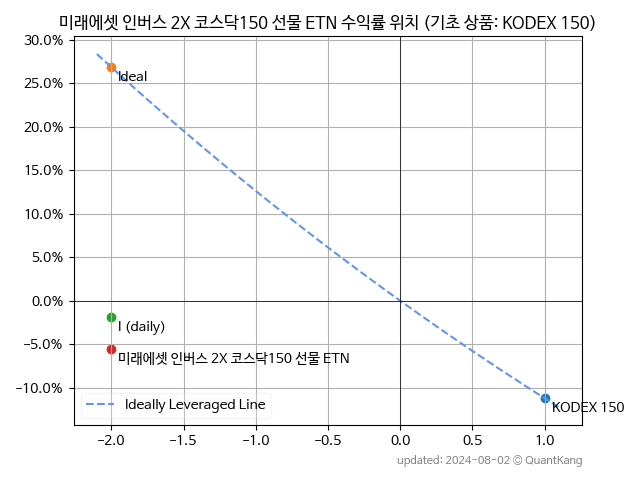 미래에셋 인버스 2X 코스닥150 선물 ETN 수익률 위치 (기초 상품: KODEX 150)
30.0%
25.0%
20.0%
15.0%
10.0%
5.0%
0.0%
−5.0%
−10.0%
Ideal
I (daily)
미래에셋 인버스 2X 코스닥150 선물 ETN
KODEX 150
Ideally Leveraged Line
−2.0 −1.5 −1.0 −0.5 0.0 0.5 1.0
updated: 2024-08-02 © QuantKang